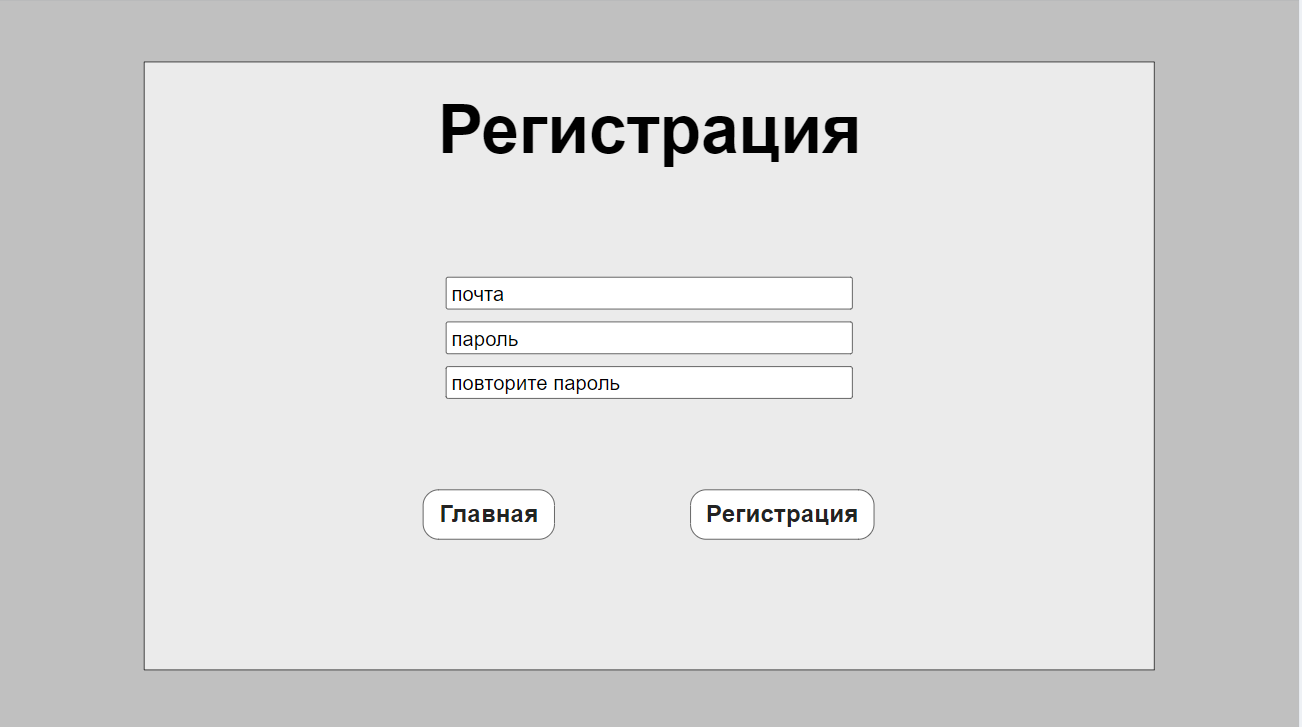 Регистрация
почта
пароль
повторите пароль
Главная
Регистрация